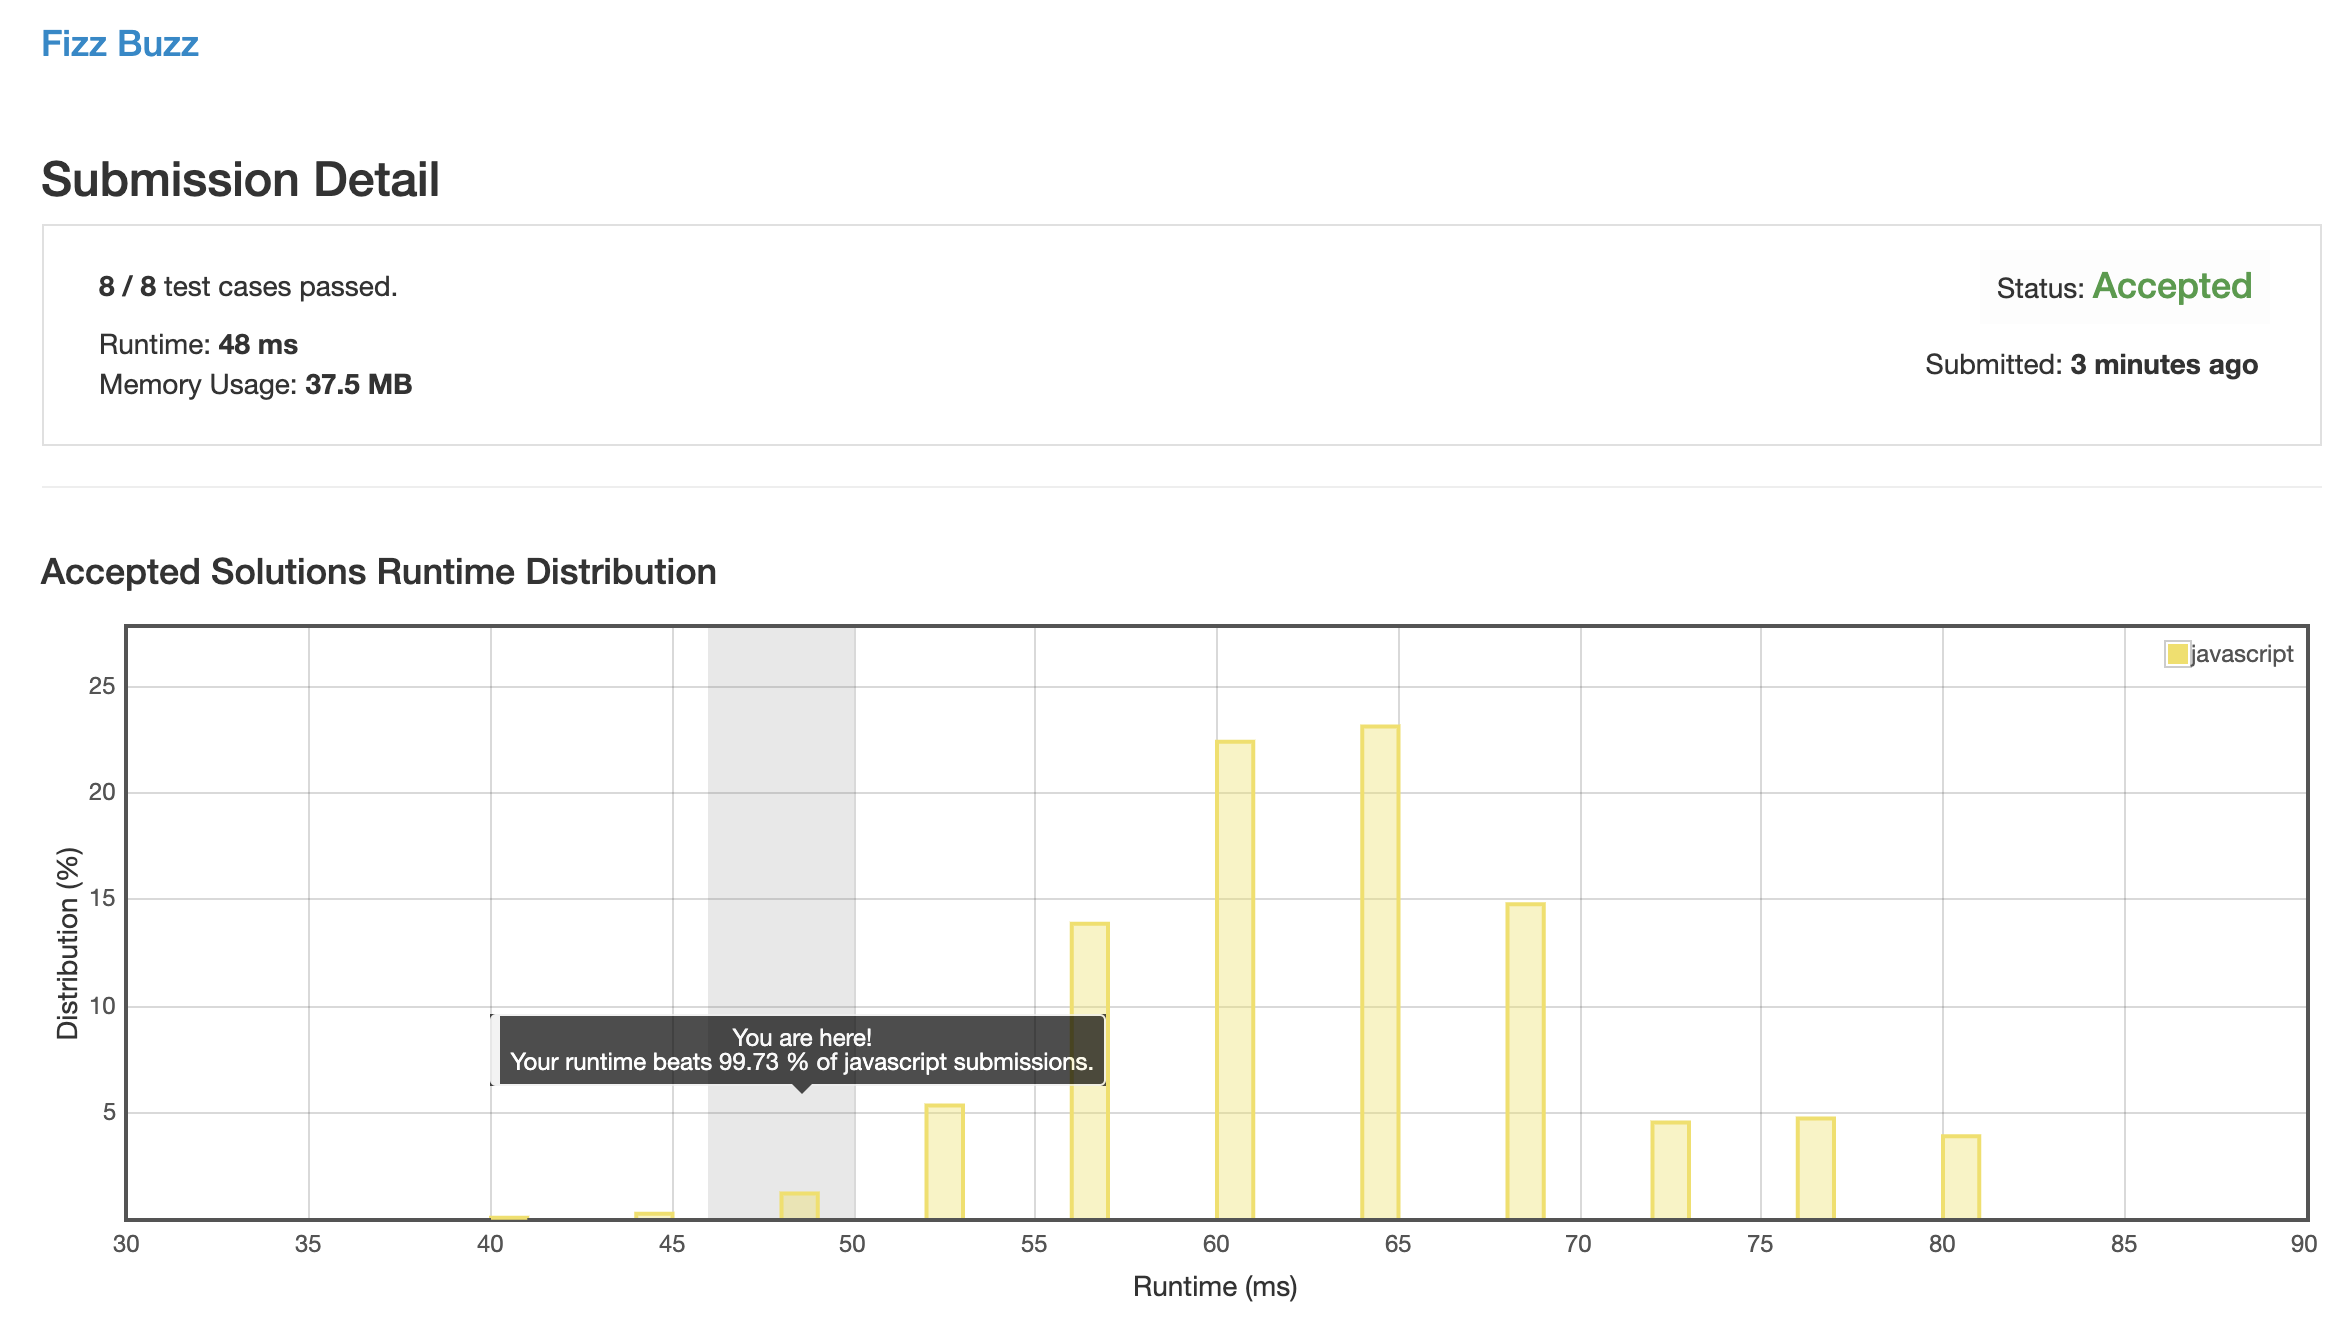 Fizz Buzz
Submission Detail
8 / 8 test cases passed.
Status: Accepted
Runtime: 48 ms
Submitted: 3 minutes ago
Memory Usage: 37.5 MB
Accepted Solutions Runtime Distribution
javascript
25
20
15
10
5
Distribution (%)
You are here!
Your runtime beats 99.73 % of javascript submissions.
30 35 40 45 50 55 60 65 70 75 80 85 90
Runtime (ms)